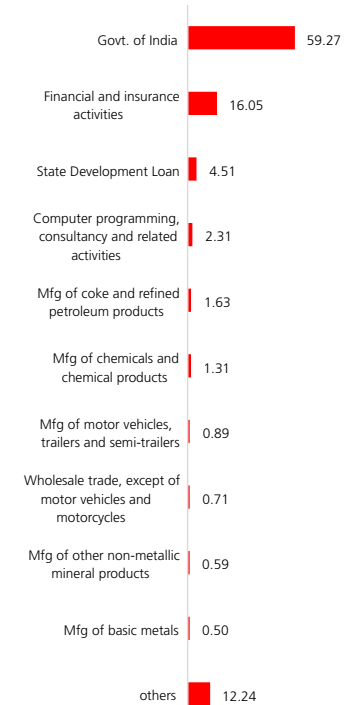 Govt. of India 59.27
Financial and insurance
activities 16.05
State Development Loan 4.51
Computer programming,
consultancy and related
activities 2.31
Mfg of coke and refined
petroleum products 1.63
Mfg of chemicals and
chemical products 1.31
Mfg of motor vehicles,
trailers and semi-trailers 0.89
Wholesale trade, except of
motor vehicles and
motorcycles 0.71
Mfg of other non-metallic
mineral products 0.59
Mfg of basic metals 0.50
others 12.24